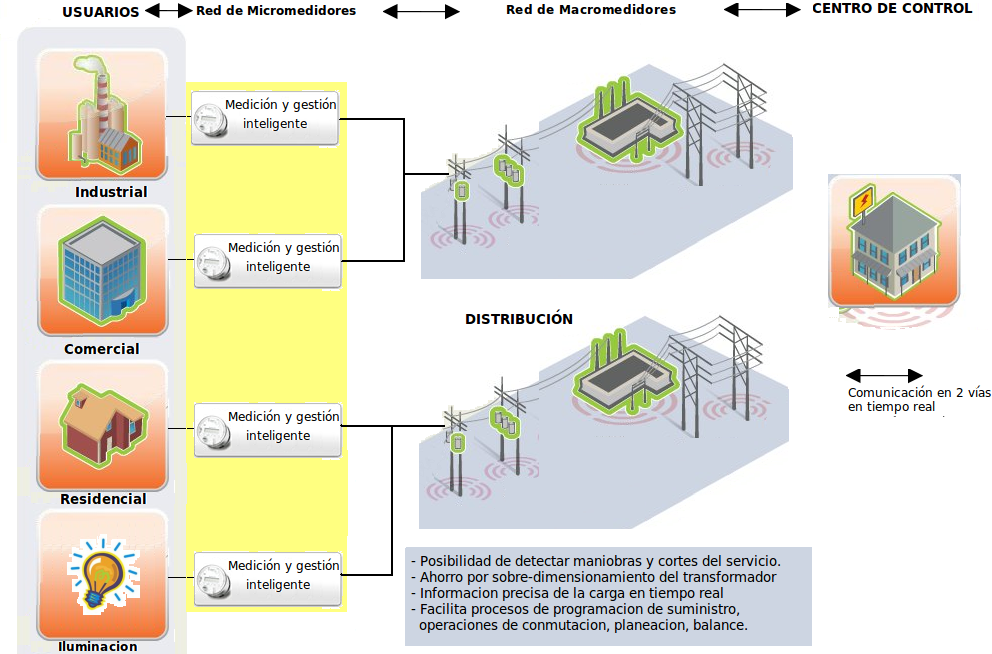 USUARIOS
Red de Micromedidores
Red de Macromedidores
CENTRO DE CONTROL
Medición y gestión
inteligente
Industrial
Medición y gestión
inteligente
Comercial
DISTRIBUCIÓN
Comunicación en 2 vías
en tiempo real
Medición y gestión
inteligente
Residencial
Medición y gestión
inteligente
Iluminacion
- Posibilidad de detectar maniobras y cortes del servicio.
- Ahorro por sobre-dimensionamiento del transformador
- Informacion precisa de la carga en tiempo real
- Facilita procesos de programacion de suministro,
operaciones de conmutacion, planeacion, balance.